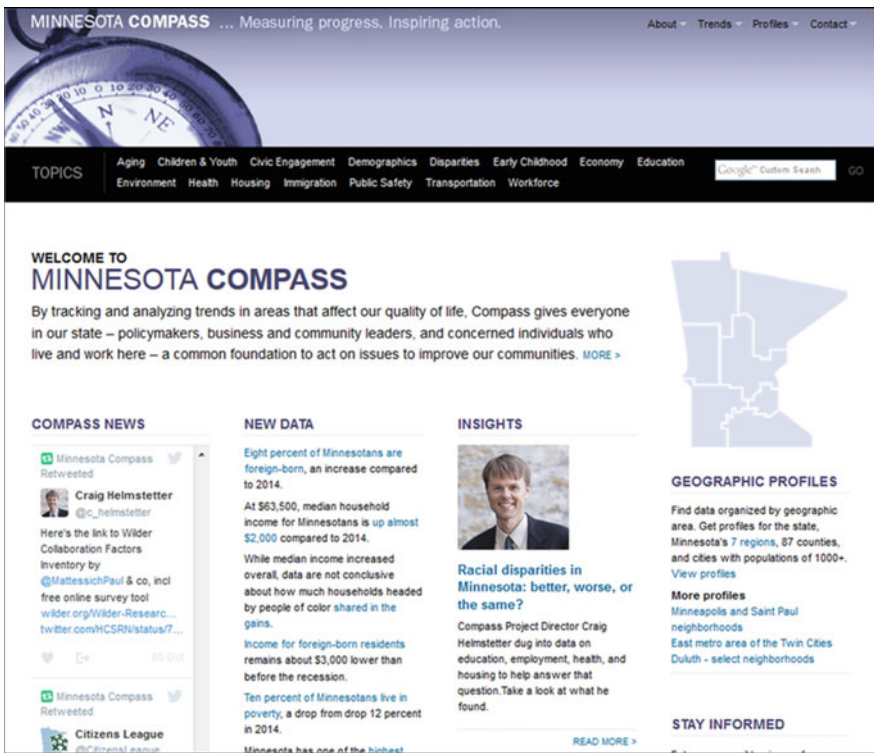 MINNESOTA COMPASS ... Measuring progress. Inspiring action.
About Trends Profiles Contact
TOPICS
Aging Children & Youth Civic Engagement Demographics Disparities Early Childhood Economy Education
Environment Health Housing Immigration Public Safety Transportation Workforce
Google™ Custom Search GO
WELCOME TO
MINNESOTA COMPASS
By tracking and analyzing trends in areas that affect our quality of life, Compass gives everyone
in our state – policymakers, business and community leaders, and concerned individuals who
live and work here – a common foundation to act on issues to improve our communities. MORE >
COMPASS NEWS
Minnesota Compass
Retweeted
Craig Helmstetter
@c_helmstetter
Here's the link to Wilder
Collaboration Factors
Inventory by
@MattessichPaul & co, incl
free online survey tool
wilder.org/Wilder-Researc...
twitter.com/HCSRN/status/7...
05 Oct
Minnesota Compass
Retweeted
Citizens League
@CitizensLeague
NEW DATA
Eight percent of Minnesotans are
foreign-born, an increase compared
to 2014.
At $63,500, median household
income for Minnesotans is up almost
$2,000 compared to 2014.
While median income increased
overall, data are not conclusive
about how much households headed
by people of color shared in the
gains.
Income for foreign-born residents
remains about $3,000 lower than
before the recession.
Ten percent of Minnesotans live in
poverty, a drop from drop 12 percent
in 2014.
Minnesota has one of the highest
INSIGHTS
Racial disparities in
Minnesota: better, worse, or
the same?
Compass Project Director Craig
Helmstetter dug into data on
education, employment, health, and
housing to help answer that
question.Take a look at what he
found.
READ MORE >
GEOGRAPHIC PROFILES
Find data organized by geographic
area. Get profiles for the state,
Minnesota's 7 regions, 87 counties,
and cities with populations of 1000+.
View profiles
More profiles
Minneapolis and Saint Paul
neighborhoods
East metro area of the Twin Cities
Duluth - select neighborhoods
STAY INFORMED